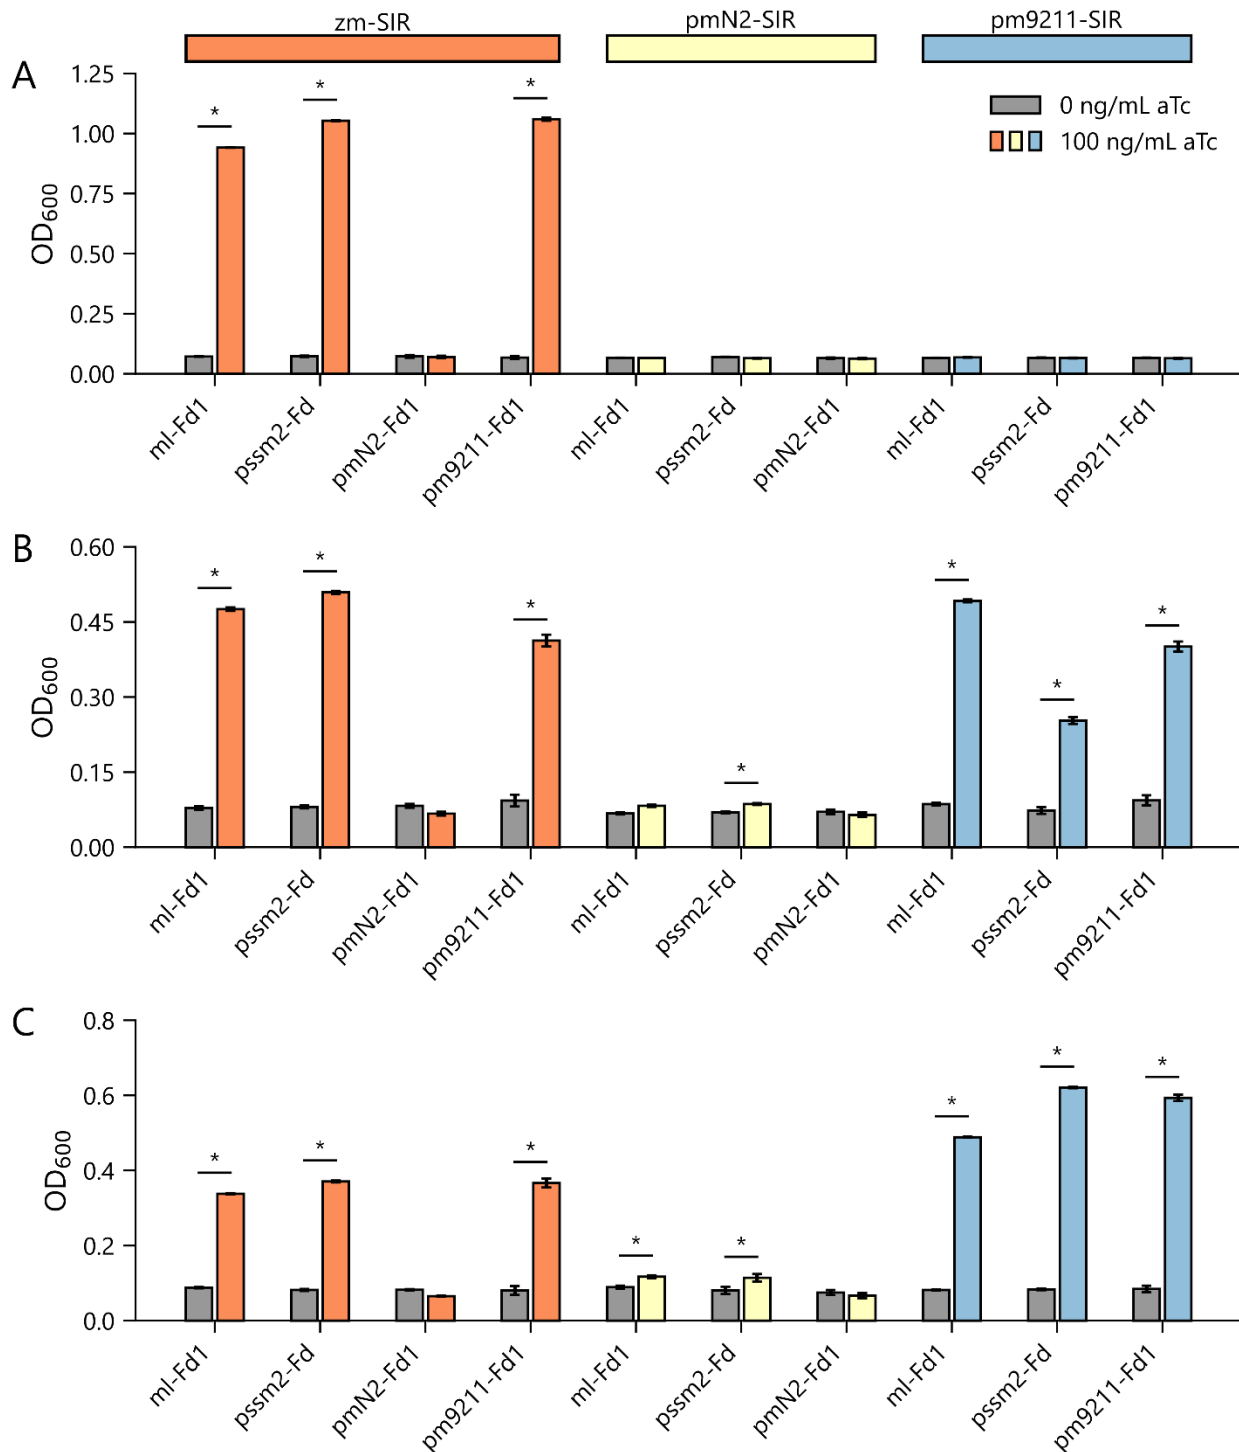 zm-SIR pmN2-SIR pm9211-SIR
A
1.25
1.00
0.75
0.50
0.25
0.00
OD600
* * *
0 ng/mL aTc
100 ng/mL aTc
ml-Fd1 pssm2-Fd pmN2-Fd1 pm9211-Fd1 ml-Fd1 pssm2-Fd pmN2-Fd1 ml-Fd1 pssm2-Fd pm9211-Fd1
B
0.60
0.45
0.30
0.15
0.00
OD600
* * * * * * *
ml-Fd1 pssm2-Fd pmN2-Fd1 pm9211-Fd1 ml-Fd1 pssm2-Fd pmN2-Fd1 ml-Fd1 pssm2-Fd pm9211-Fd1
C
0.8
0.6
0.4
0.2
0.0
OD600
* * * * * * * *
ml-Fd1 pssm2-Fd pmN2-Fd1 pm9211-Fd1 ml-Fd1 pssm2-Fd pmN2-Fd1 ml-Fd1 pssm2-Fd pm9211-Fd1